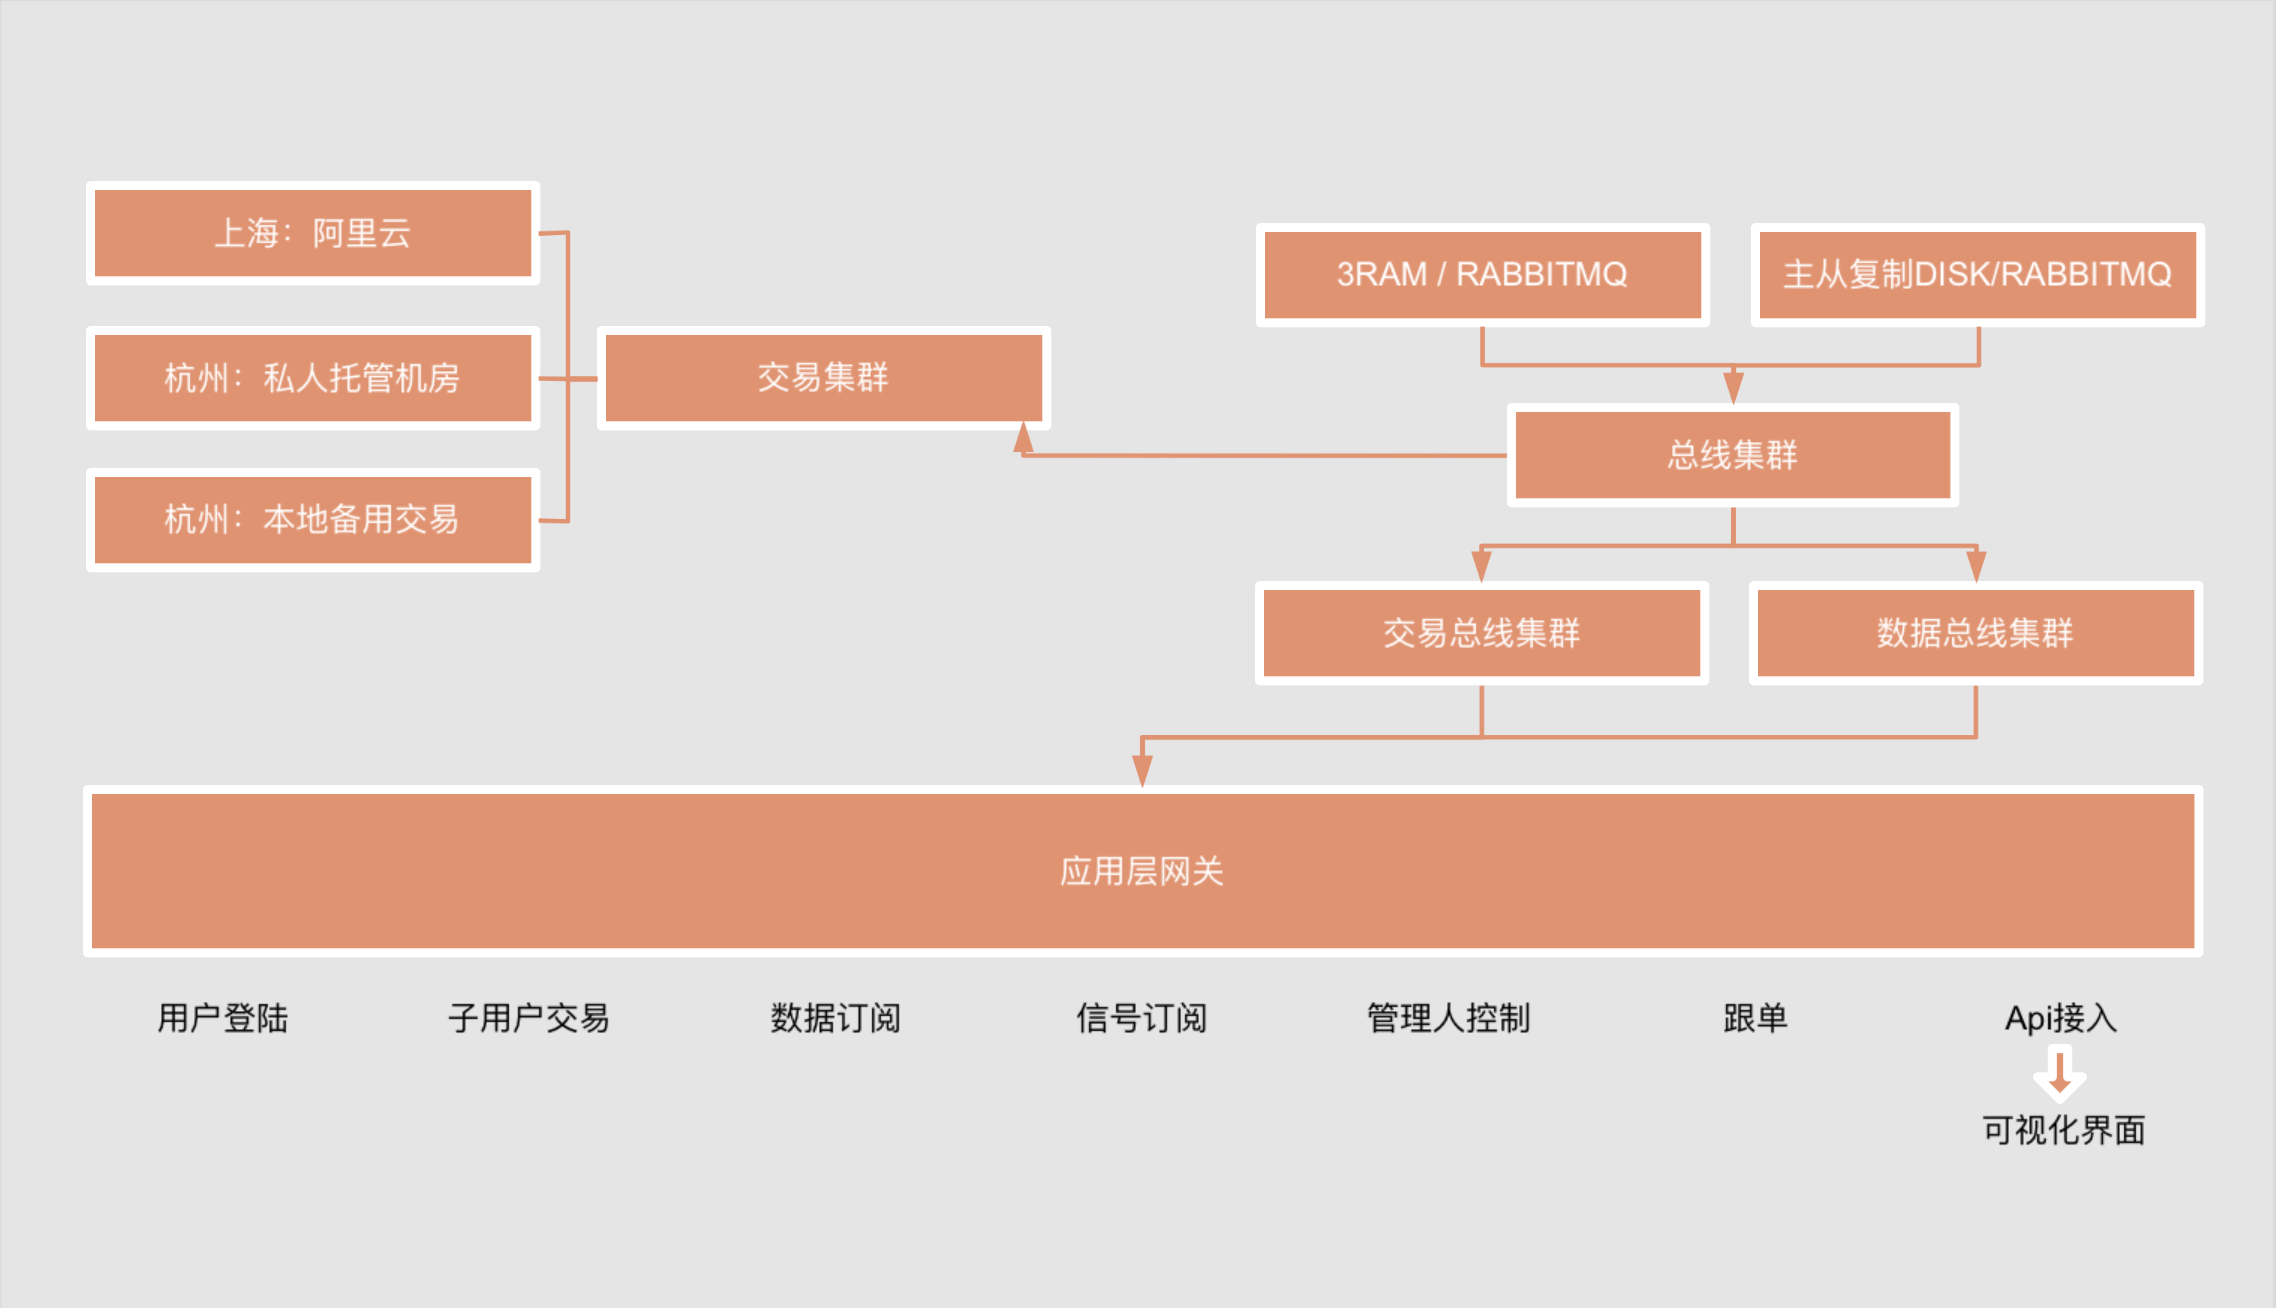 上海：阿里云
3RAM / RABBITMQ
主从复制DISK/RABBITMQ
杭州：私人托管机房
交易集群
总线集群
杭州：本地备用交易
交易总线集群
数据总线集群
应用层网关
用户登陆
子用户交易
数据订阅
信号订阅
管理人控制
跟单
Api接入
可视化界面